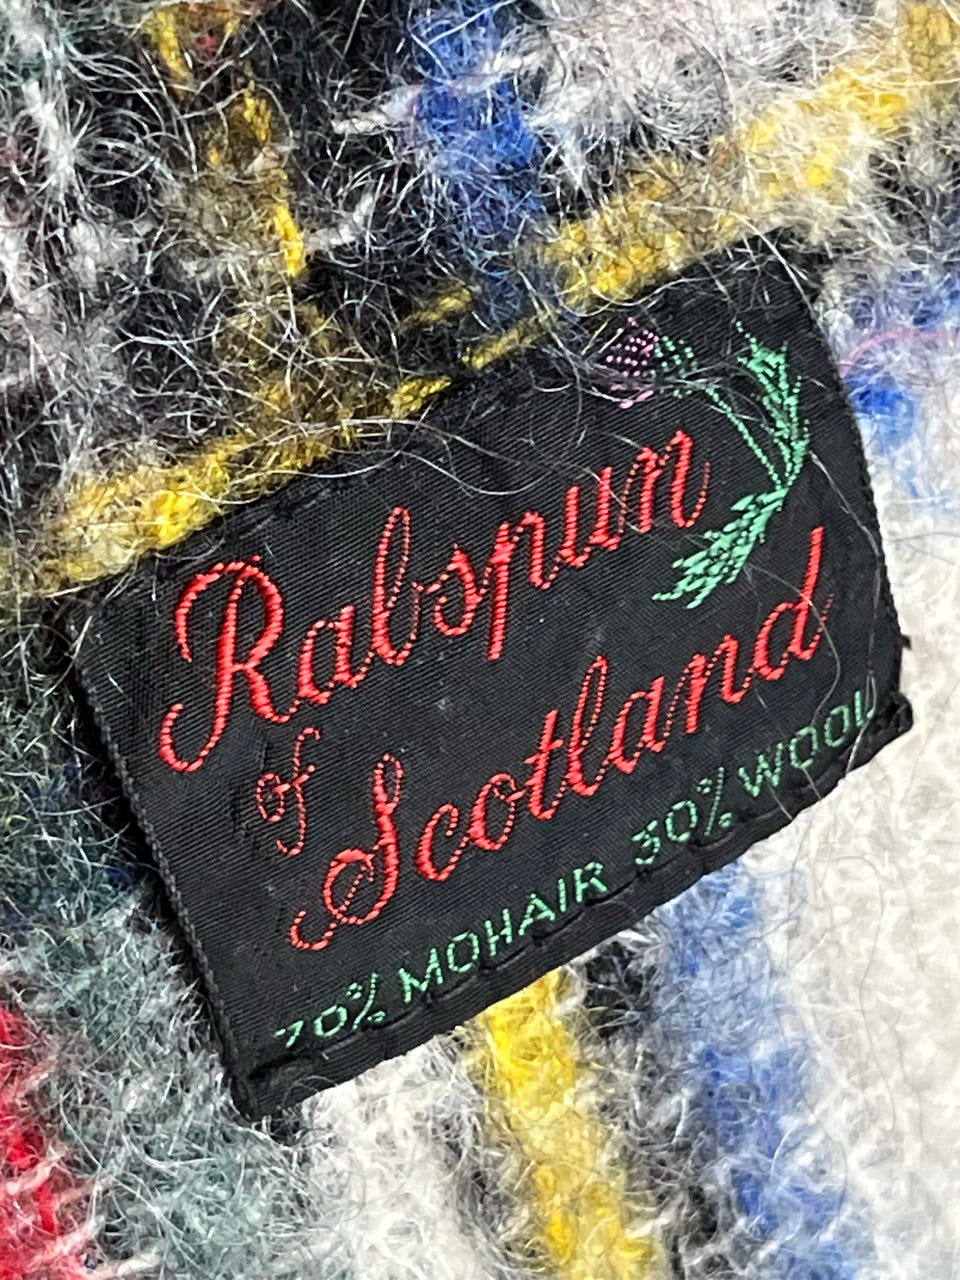 Rabspun
of
Scotland
70% MOHAIR 30% WOOL